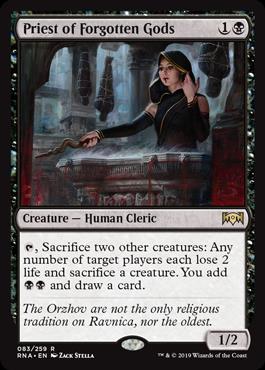 Priest of Forgotten Gods 1
Creature — Human Cleric
, Sacrifice two other creatures: Any
number of target players each lose 2
life and sacrifice a creature. You add
and draw a card.
The Orzhov are not the only religious
tradition on Ravnica, nor the oldest.
1/2
083/259 R
RNA • EN Zack Stella
™ & © 2019 Wizards of the Coast